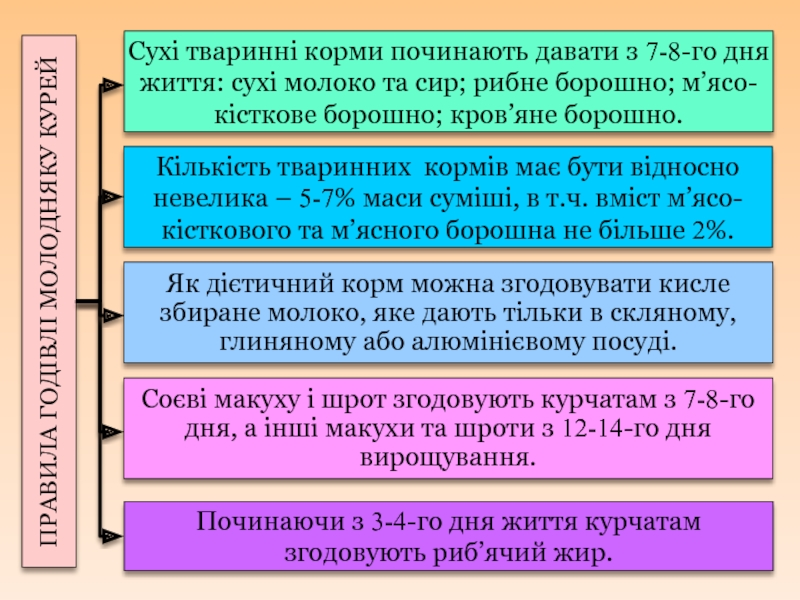 ПРАВИЛА ГОДІВЛІ МОЛОДНЯКУ КУРЕЙ
Сухі тваринні корми починають давати з 7-8-го дня
життя: сухі молоко та сир; рибне борошно; м’ясо-
кісткове борошно; кров’яне борошно.
Кількість тваринних кормів має бути відносно
невелика – 5-7% маси суміші, в т.ч. вміст м’ясо-
кісткового та м’ясного борошна не більше 2%.
Як дієтичний корм можна згодовувати кисле
збиране молоко, яке дають тільки в скляному,
глиняному або алюмінієвому посуді.
Соєві макуху і шрот згодовують курчатам з 7-8-го
дня, а інші макухи та шроти з 12-14-го дня
вирощування.
Починаючи з 3-4-го дня життя курчатам
згодовують риб’ячий жир.